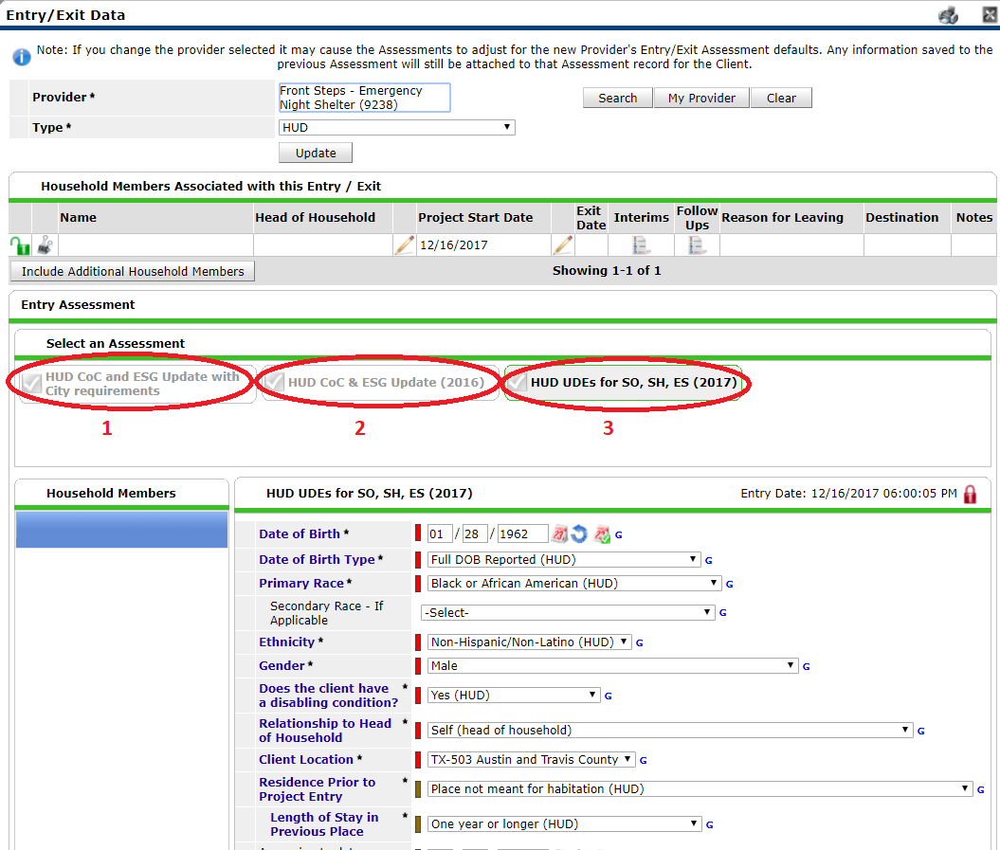 Entry/Exit Data
Note: If you change the provider selected it may cause the Assessments to adjust for the new Provider's Entry/Exit Assessment defaults. Any information saved to the
previous Assessment will still be attached to that Assessment record for the Client.
Provider *
Front Steps - Emergency
Night Shelter (9238)
Search My Provider Clear
Type *
HUD
Update
Household Members Associated with this Entry / Exit
Name Head of Household Project Start Date Exit Date Interims Follow Ups Reason for Leaving Destination Notes
12/16/2017
Include Additional Household Members Showing 1-1 of 1
Entry Assessment
Select an Assessment
HUD CoC and ESG Update with
City requirements
HUD CoC & ESG Update (2016)
HUD UDEs for SO, SH, ES (2017)
1 2 3
Household Members
HUD UDEs for SO, SH, ES (2017) Entry Date: 12/16/2017 06:00:05 PM
Date of Birth * 01 / 28 / 1962 G
Date of Birth Type * Full DOB Reported (HUD) G
Primary Race * Black or African American (HUD) G
Secondary Race - If
Applicable
-Select- G
Ethnicity * Non-Hispanic/Non-Latino (HUD) G
Gender * Male G
Does the client have *
a disabling condition?
Yes (HUD) G
Relationship to Head *
of Household
Self (head of household) G
Client Location * TX-503 Austin and Travis County G
Residence Prior to *
Project Entry
Place not meant for habitation (HUD) G
Length of Stay in *
Previous Place
One year or longer (HUD) G